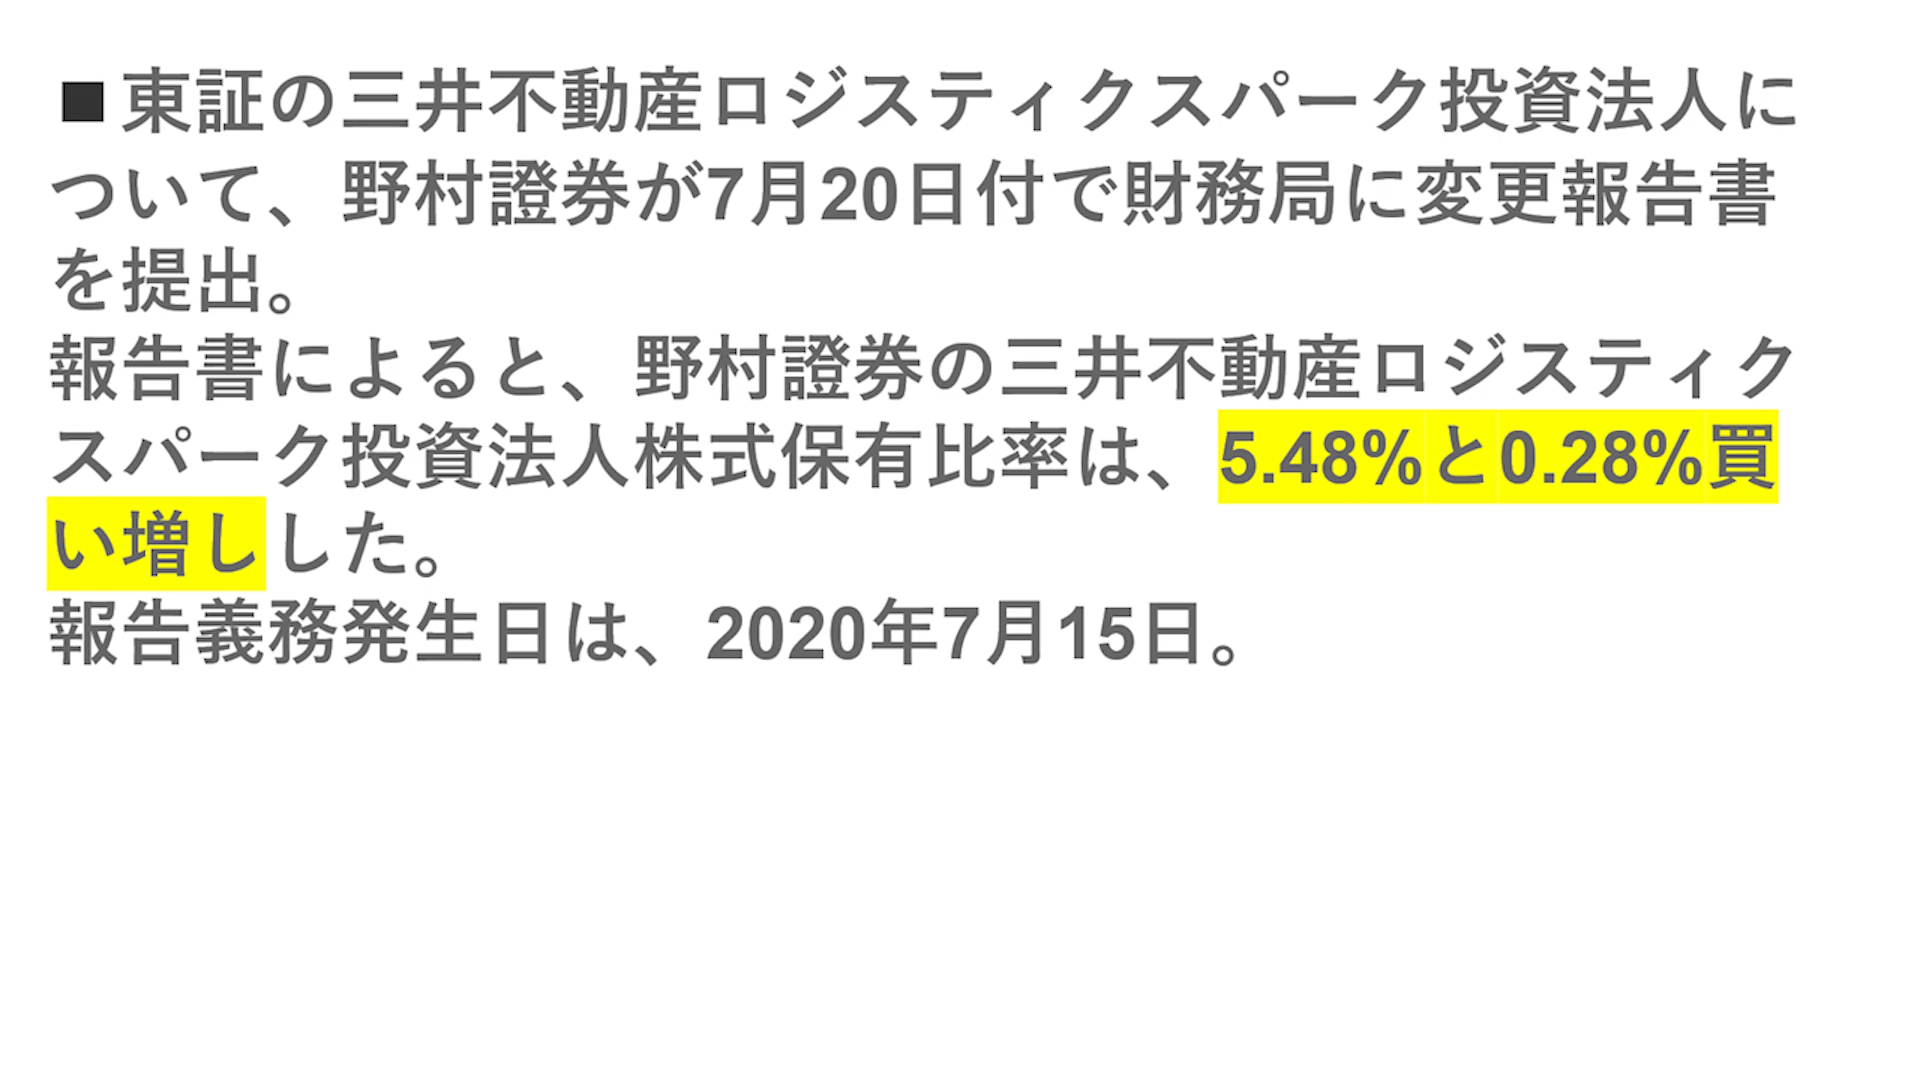 ■東証の三井不動産ロジスティクスパーク投資法人に
ついて、野村證券が7月20日付で財務局に変更報告書
を提出。
報告書によると、野村證券の三井不動産ロジスティク
スパーク投資法人株式保有比率は、5.48%と0.28%買
い増しした。
報告義務発生日は、2020年7月15日。